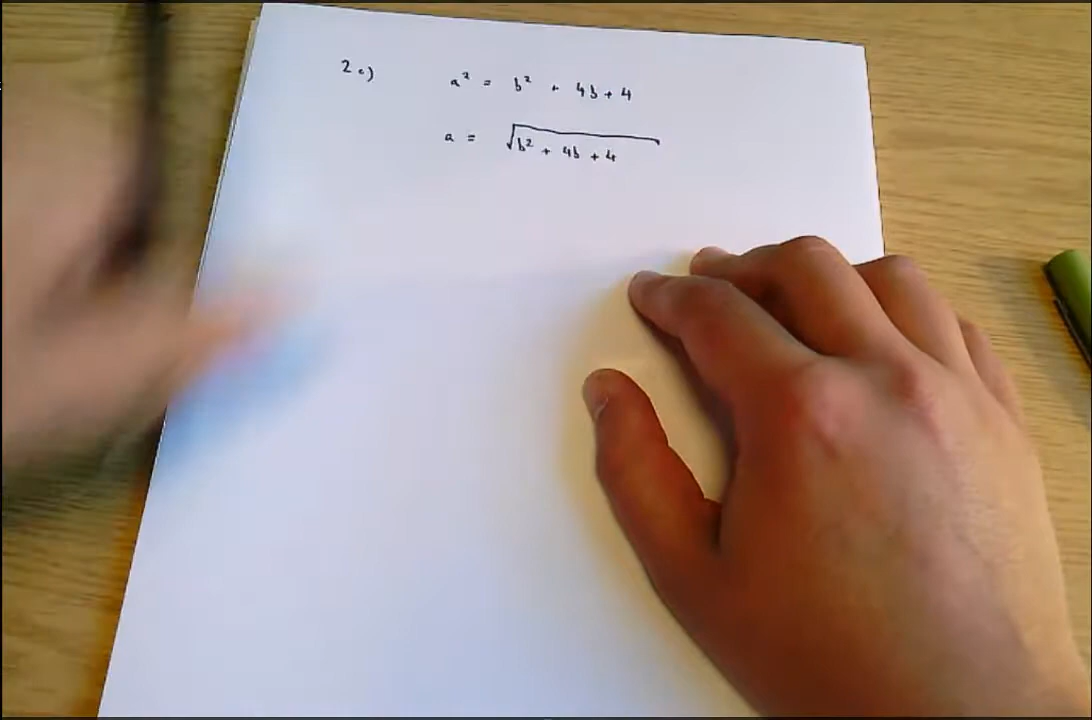 2c) a² = b² + 4b + 4
a = √b² + 4b + 4